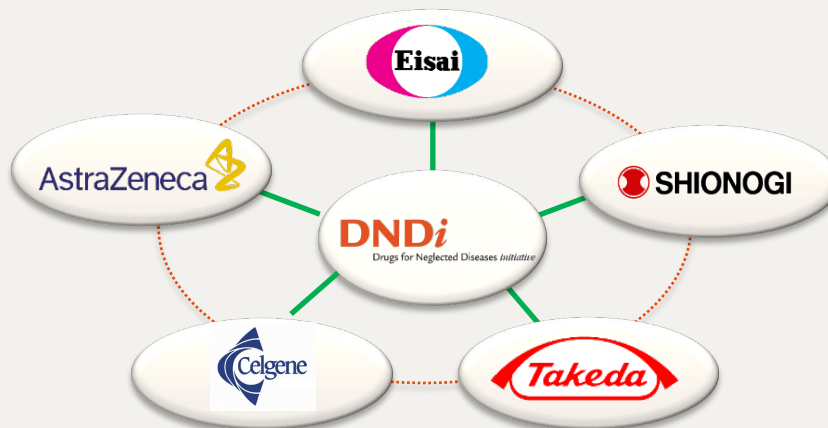 Eisai
AstraZeneca
SHIONOGI
DNDi
Drugs for Neglected Diseases initiative
Celgene
Takeda